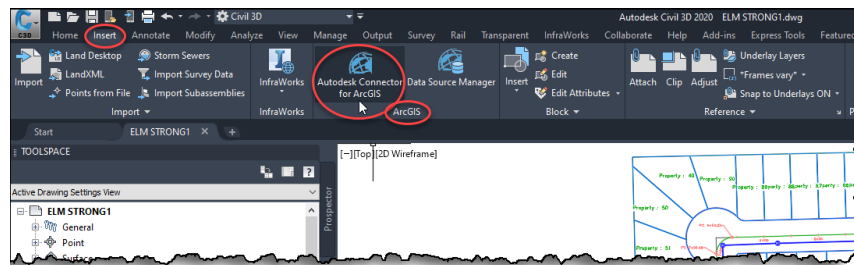 C3D Civil 3D Autodesk Civil 3D 2020 ELM STRONG1.dwg
Home Insert Annotate Modify Analyze View Manage Output Survey Rail Transparent InfraWorks Collaborate Help Add-ins Express Tools Featured
Import
Land Desktop Storm Sewers
LandXML Import Survey Data
Points from File Import Subassemblies
Import
InfraWorks
InfraWorks
Autodesk Connector for ArcGIS
Data Source Manager
ArcGIS
Insert
Create
Edit
Edit Attributes
Block
Attach Clip Adjust
Underlay Layers
*Frames vary*
Snap to Underlays ON
Reference
Start ELM STRONG1 × +
TOOLSPACE
Active Drawing Settings View
ELM STRONG1
General
Point
Surface
Prospector
[−][Top][2D Wireframe]
Property : 50
Property : 51